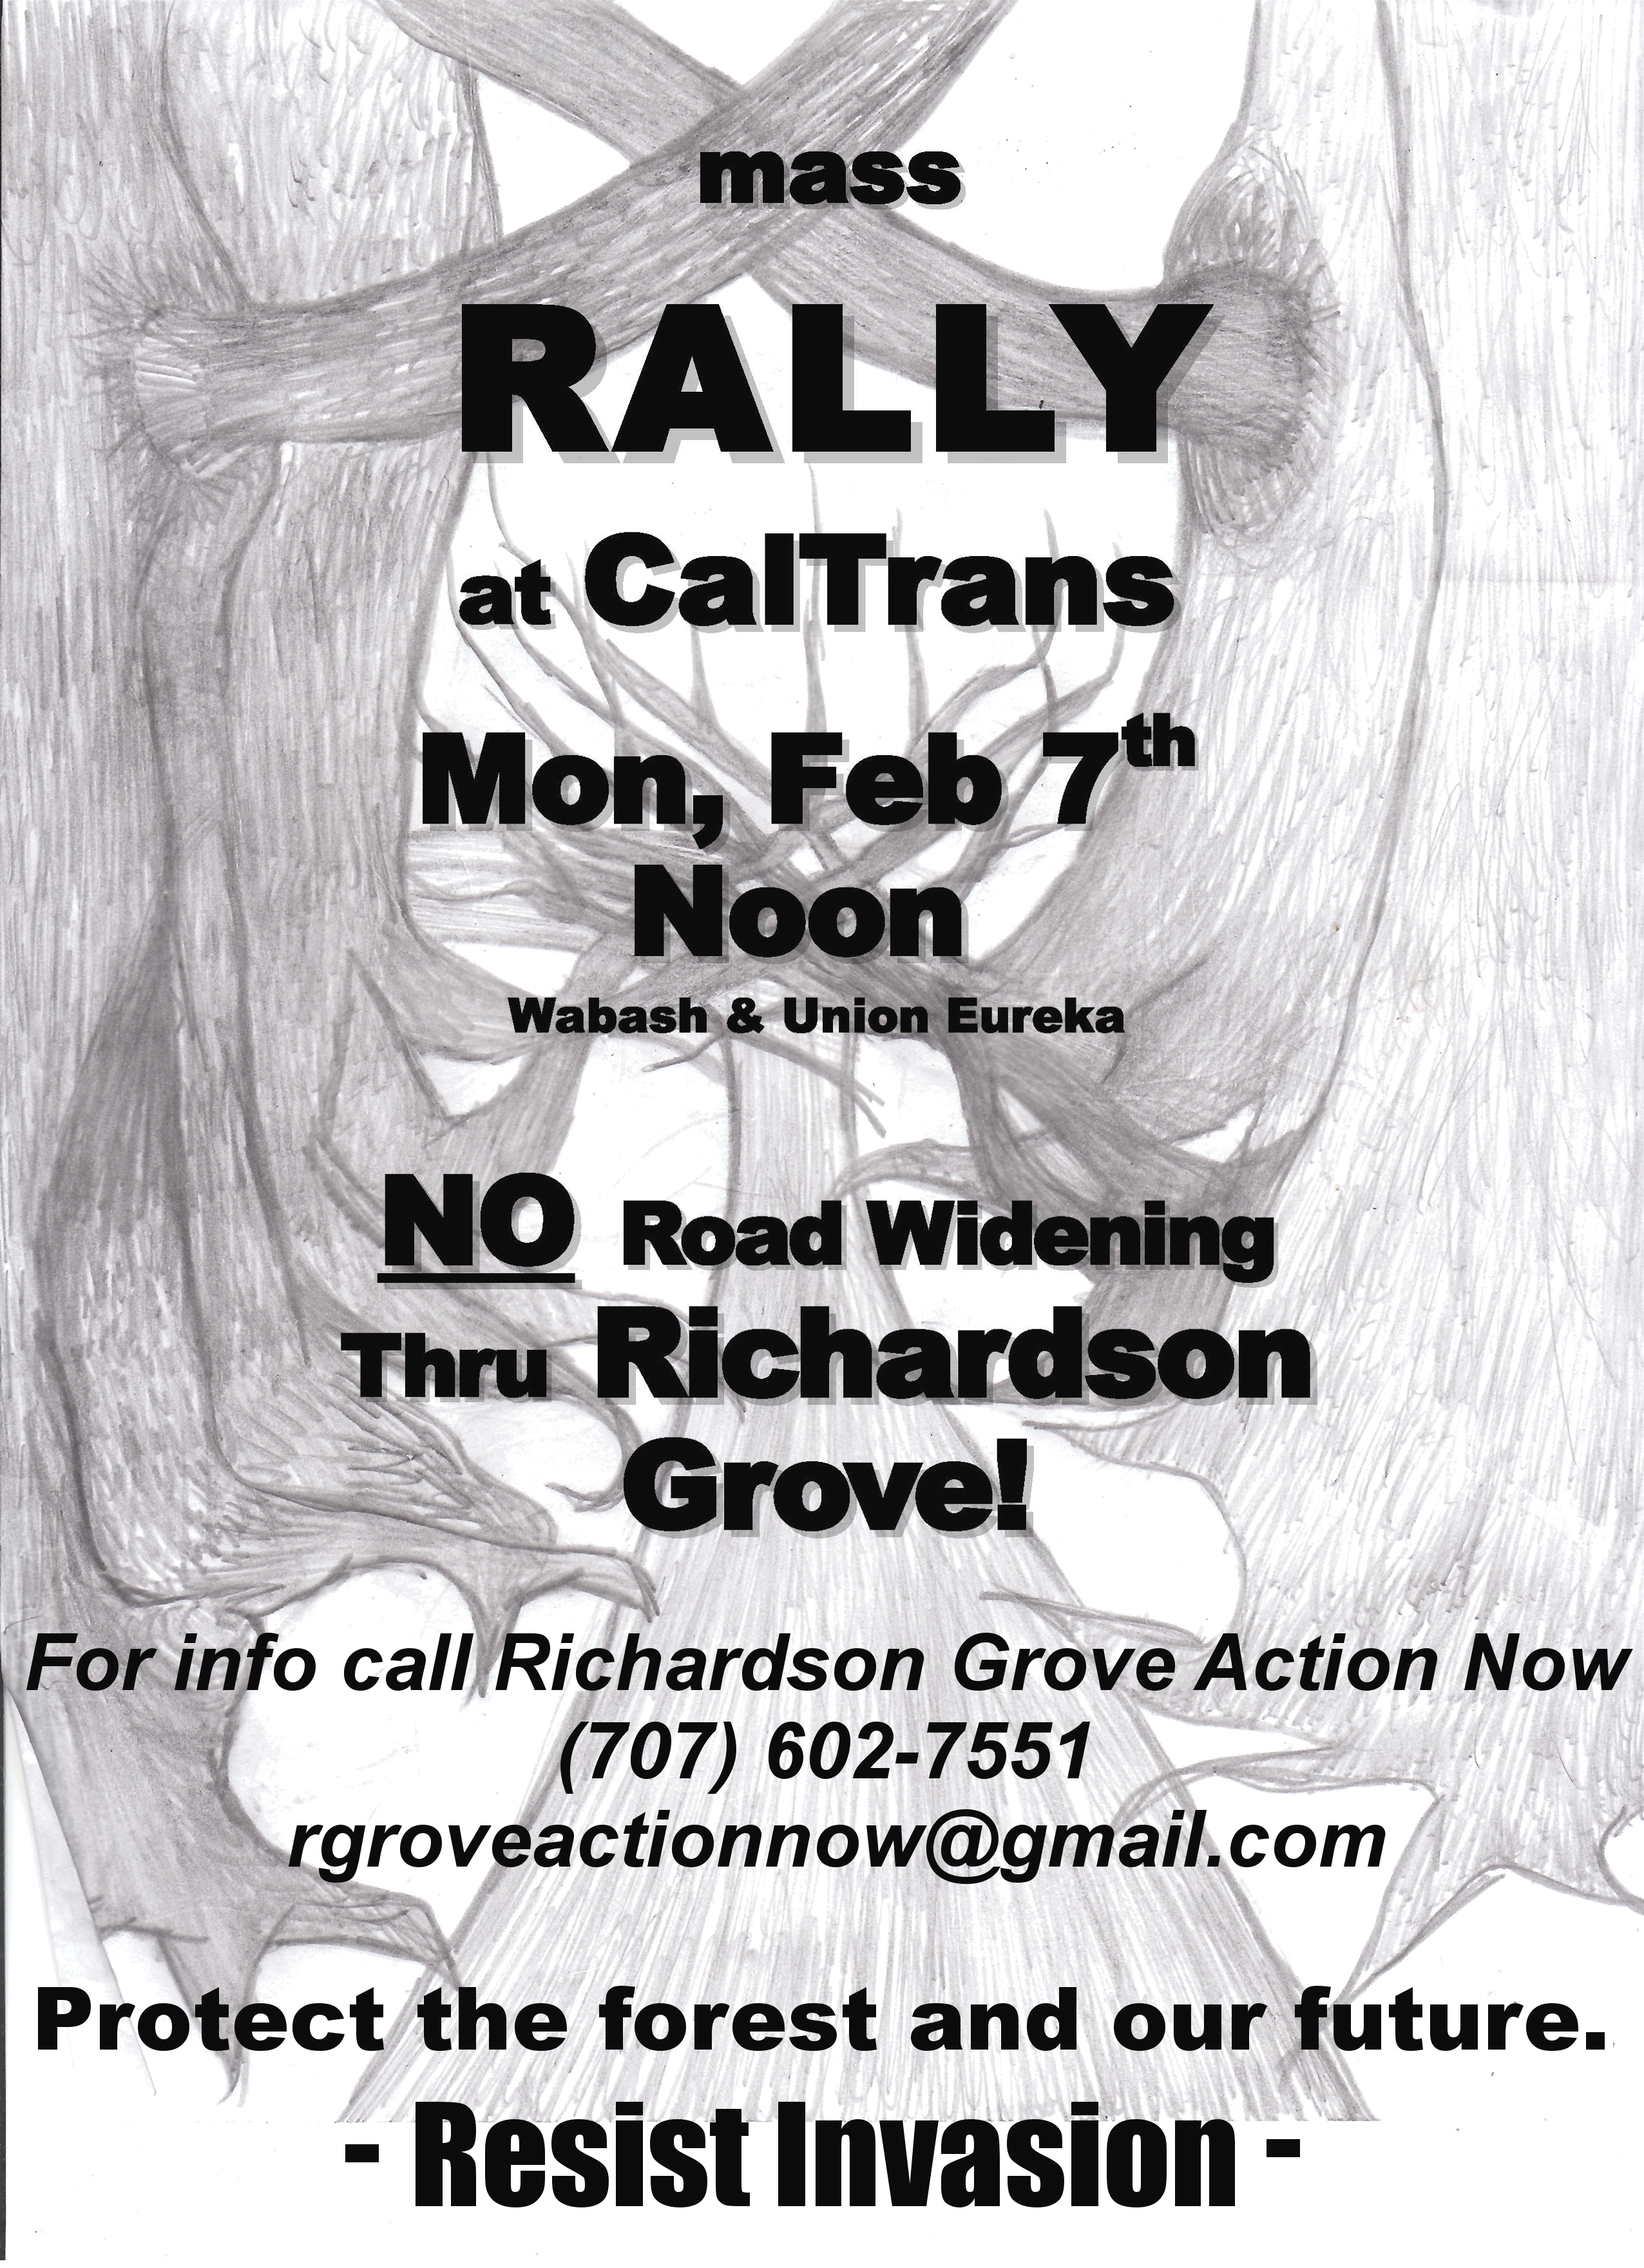 mass
RALLY
at CalTrans
Mon, Feb 7th
Noon
Wabash & Union Eureka
NO Road Widening
Thru Richardson
Grove!
For info call Richardson Grove Action Now
(707) 602-7551
rgroveactionnow@gmail.com
Protect the forest and our future.
- Resist Invasion -